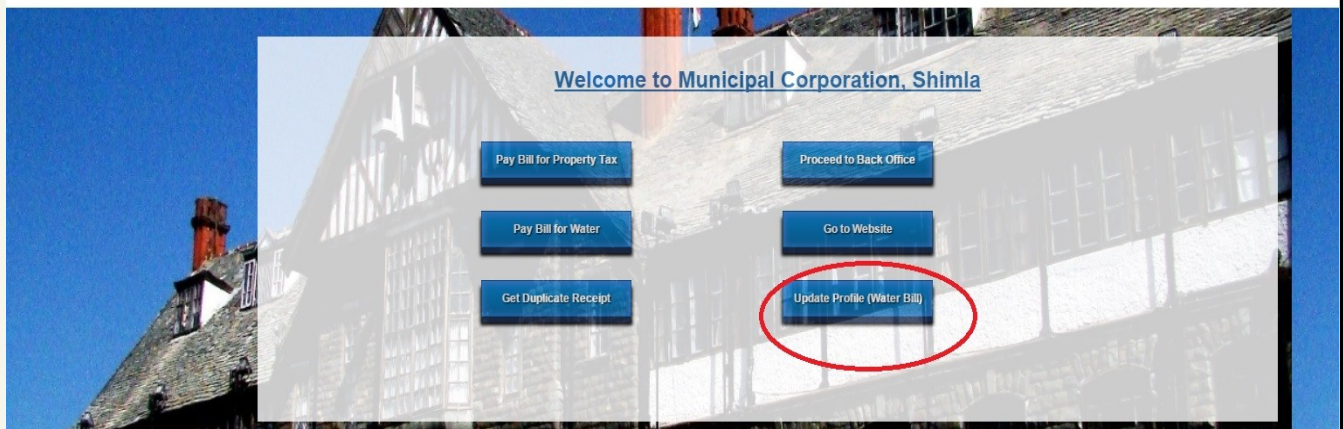 Welcome to Municipal Corporation, Shimla
Pay Bill for Property Tax
Proceed to Back Office
Pay Bill for Water
Go to Website
Get Duplicate Receipt
Update Profile (Water Bill)